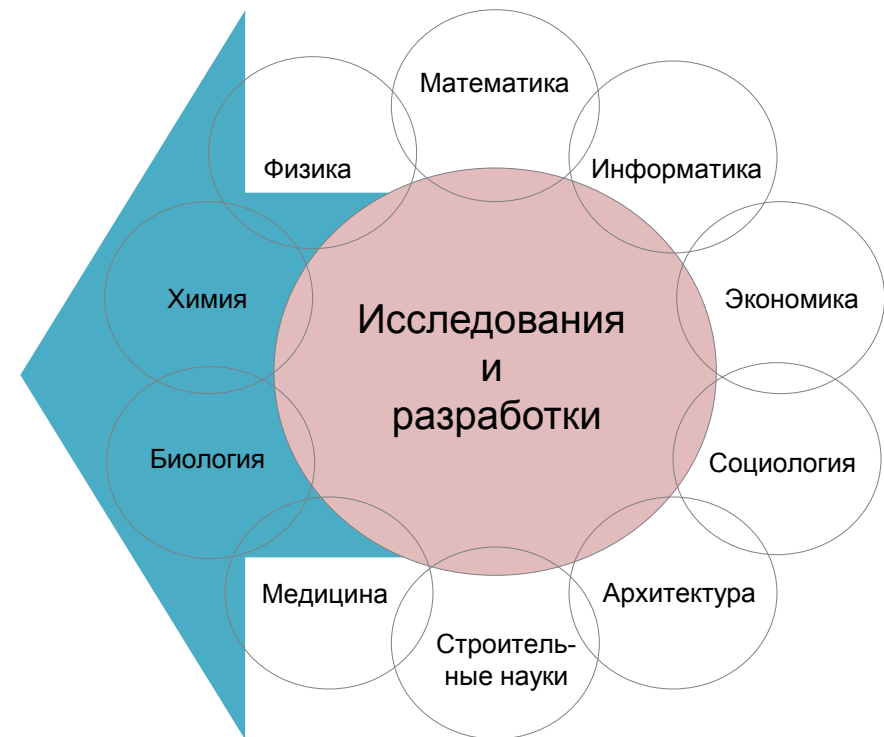 Математика
Физика
Информатика
Химия
Экономика
Исследования
и
разработки
Биология
Социология
Медицина
Архитектура
Строитель-
ные науки